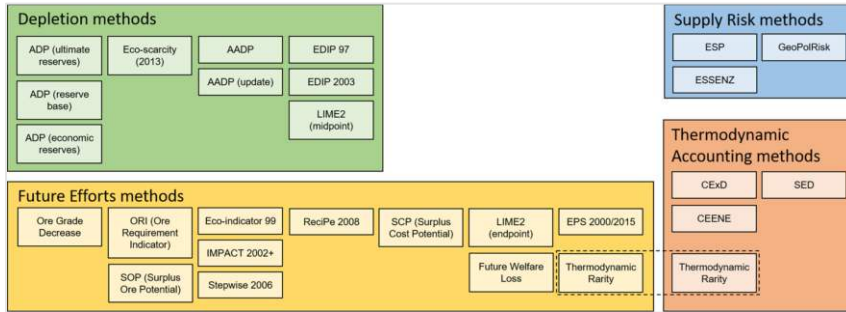 Depletion methods
ADP (ultimate
reserves)
Eco-scarcity
(2013)
AADP
EDIP 97
ADP (reserve
base)
AADP (update)
EDIP 2003
ADP (economic
reserves)
LIME2
(midpoint)
Supply Risk methods
ESP
GeoPolRisk
ESSENZ
Thermodynamic
Accounting methods
CExD
SED
CEENE
Thermodynamic
Rarity
Future Efforts methods
Ore Grade
Decrease
ORI (Ore
Requirement
Indicator)
Eco-indicator 99
ReciPe 2008
SCP (Surplus
Cost Potential)
LIME2
(endpoint)
EPS 2000/2015
IMPACT 2002+
SOP (Surplus
Ore Potential)
Stepwise 2006
Future Welfare
Loss
Thermodynamic
Rarity